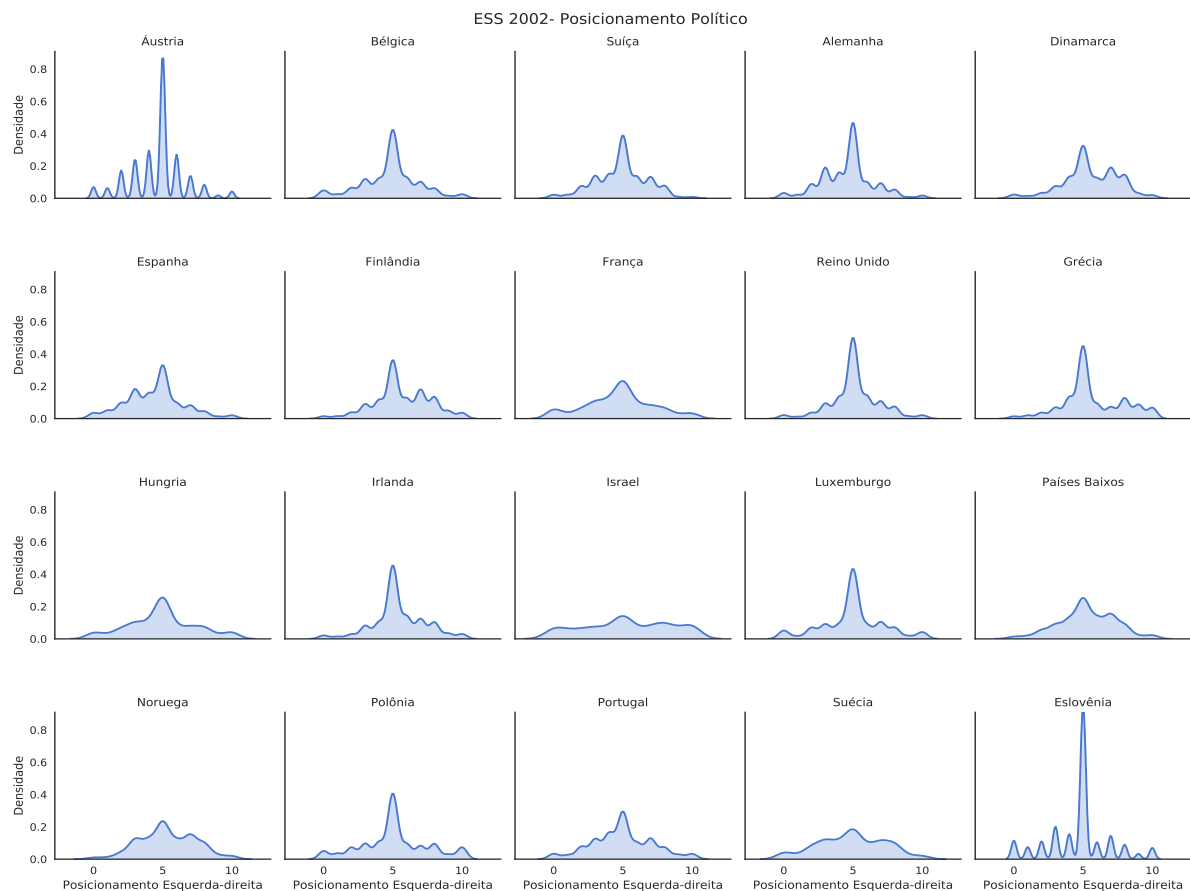 ESS 2002- Posicionamento Político
Áustria
Bélgica
Suíça
Alemanha
Dinamarca
0.8
0.6
0.4
0.2
0.0
Densidade
Espanha
Finlândia
França
Reino Unido
Grécia
0.8
0.6
0.4
0.2
0.0
Densidade
Hungria
Irlanda
Israel
Luxemburgo
Países Baixos
0.8
0.6
0.4
0.2
0.0
Densidade
Noruega
Polônia
Portugal
Suécia
Eslovênia
0.8
0.6
0.4
0.2
0.0
Densidade
0 5 10
0 5 10
0 5 10
0 5 10
0 5 10
Posicionamento Esquerda-direita
Posicionamento Esquerda-direita
Posicionamento Esquerda-direita
Posicionamento Esquerda-direita
Posicionamento Esquerda-direita